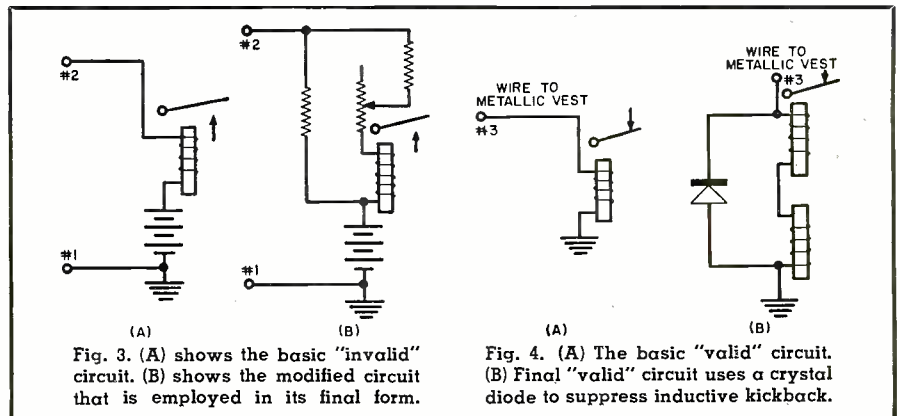 #2
#1
(A)
#2
#1
(B)
Fig. 3. (A) shows the basic "invalid"
circuit. (B) shows the modified circuit
that is employed in its final form.
WIRE TO
METALLIC VEST
#3
(A)
WIRE TO
METALLIC VEST
#3
(B)
Fig. 4. (A) The basic "valid" circuit.
(B) Final "valid" circuit uses a crystal
diode to suppress inductive kickback.